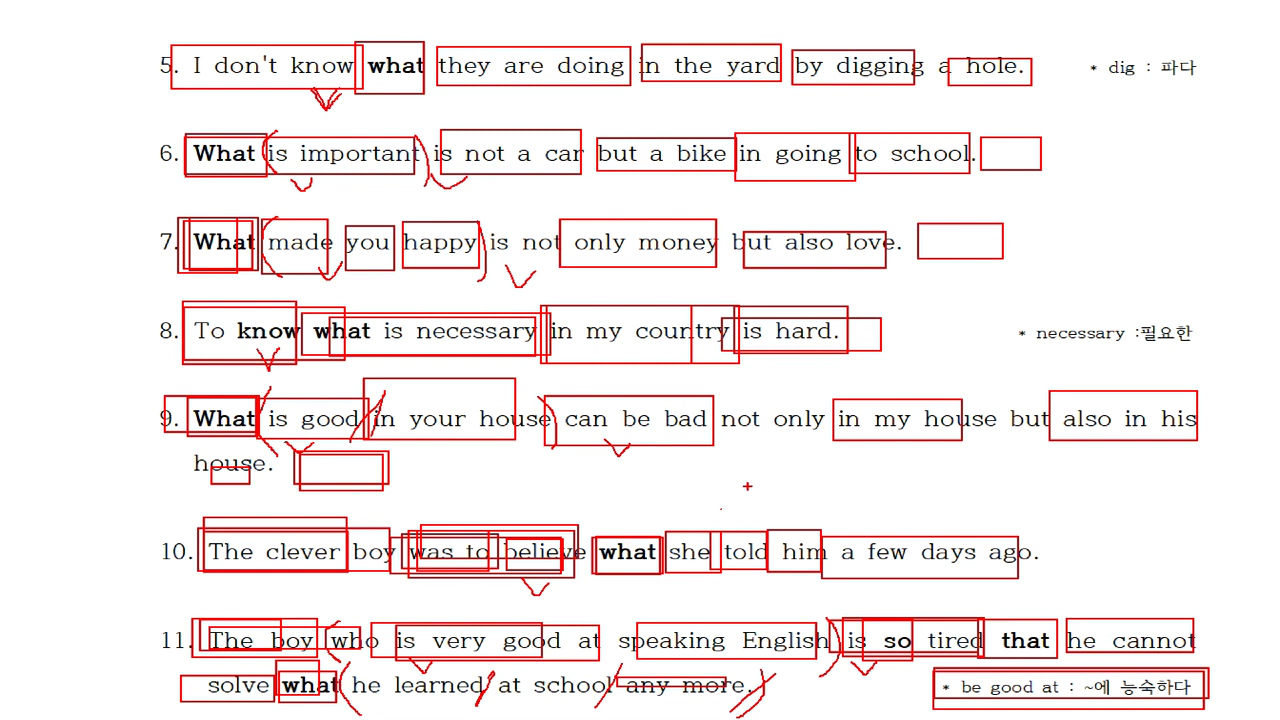 5. I don't know what they are doing in the yard by digging a hole. * dig : 파다
6. What is important is not a car but a bike in going to school.
7. What made you happy is not only money but also love.
8. To know what is necessary in my country is hard. * necessary :필요한
9. What is good in your house can be bad not only in my house but also in his
house.
10. The clever boy was to believe what she told him a few days ago.
11. The boy who is very good at speaking English is so tired that he cannot
solve what he learned at school any more. * be good at : ~에 능숙하다